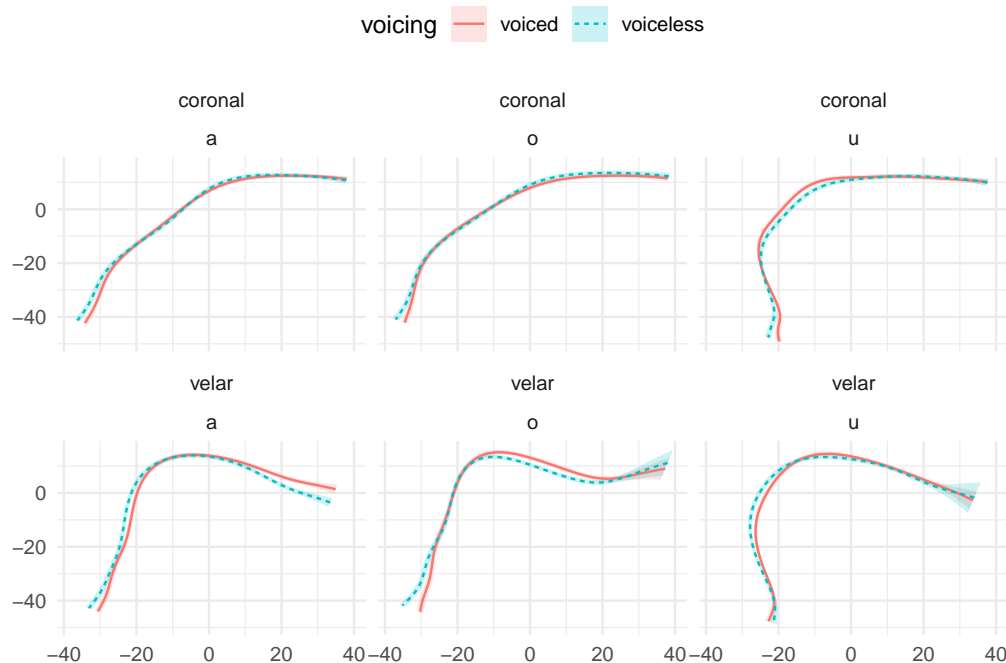 voicing voiced voiceless
coronal coronal coronal
a o u
0
−20
−40
velar velar velar
a o u
0
−20
−40
−40 −20 0 20 40 −40 −20 0 20 40 −40 −20 0 20 40